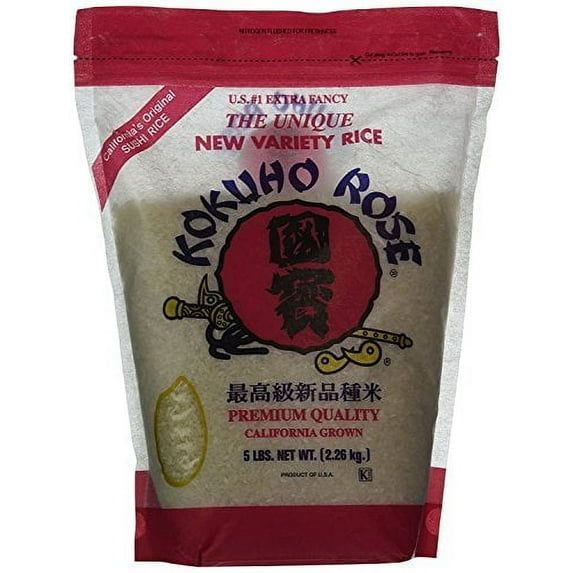 NITROGEN FLUSHED FOR FRESHNESS
California's Original
SUSHI RICE
U.S. #1 EXTRA FANCY
THE UNIQUE
NEW VARIETY RICE
KOKUHO ROSE
®
國寳
®
最高級新品種米
PREMIUM QUALITY
CALIFORNIA GROWN
5 LBS. NET WT. (2.26 kg.)
PRODUCT OF U.S.A.
K